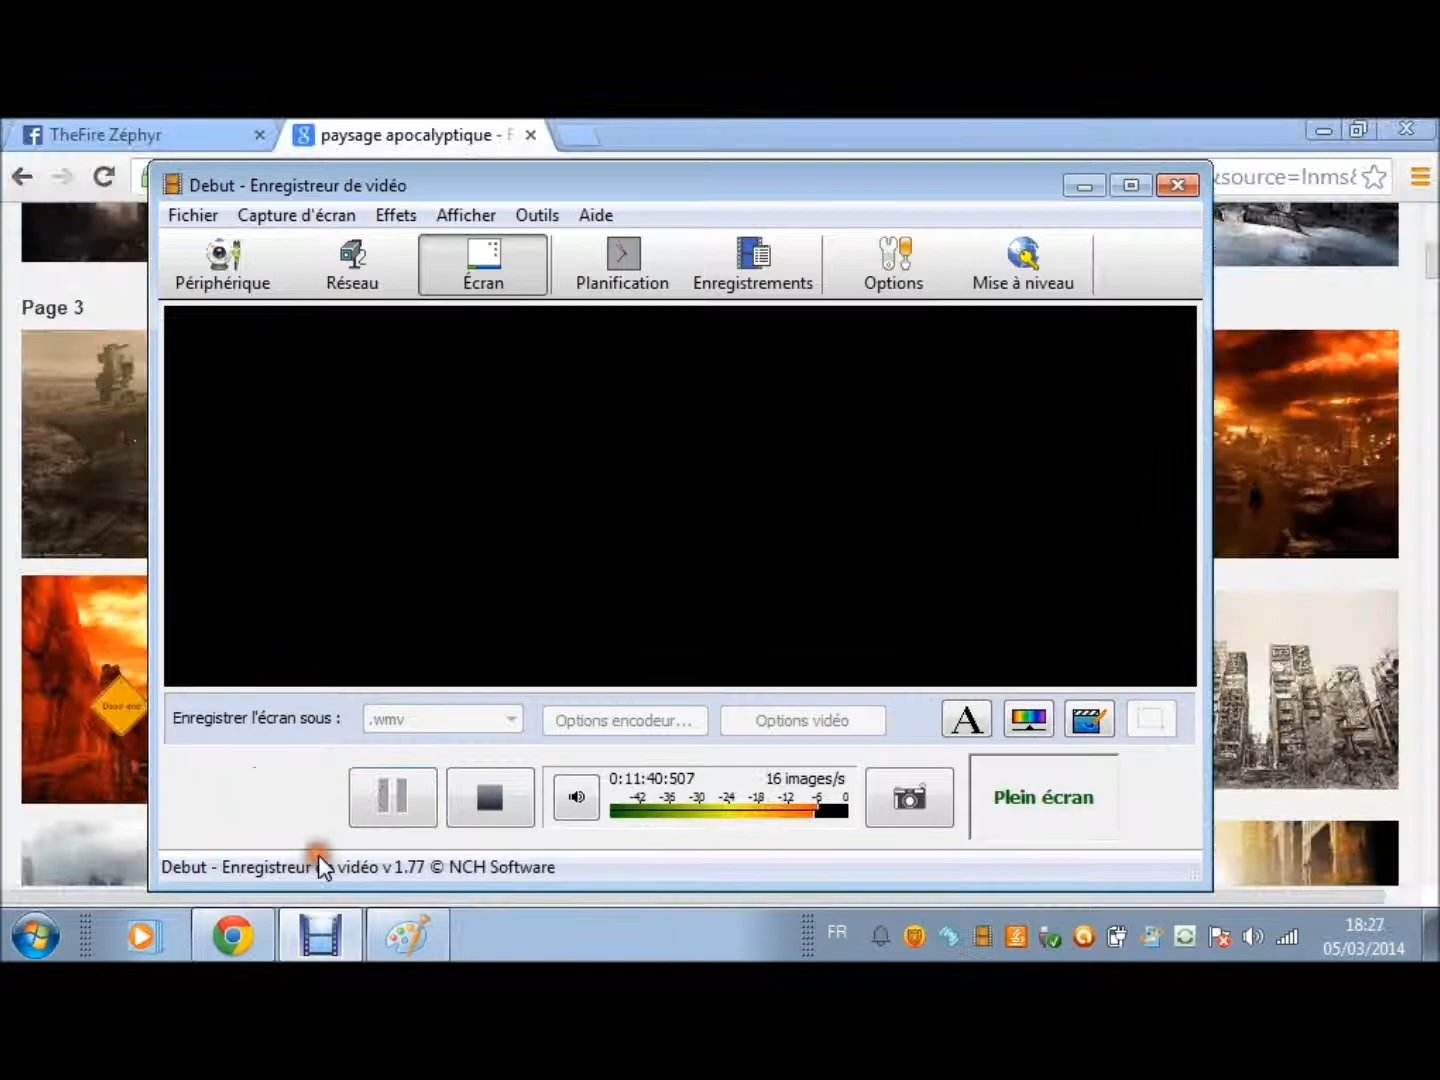 TheFire Zéphyr
paysage apocalyptique -
Debut - Enregistreur de vidéo
source=lnms&
Fichier Capture d'écran Effets Afficher Outils Aide
Périphérique Réseau Écran Planification Enregistrements Options Mise à niveau
Page 3
Dead end
Enregistrer l'écran sous : .wmv Options encodeur... Options vidéo A
0:11:40:507 16 images/s
-42 -36 -30 -24 -18 -12 -6 0
Plein écran
Debut - Enregistreur vidéo v 1.77 © NCH Software
FR
18:27
05/03/2014